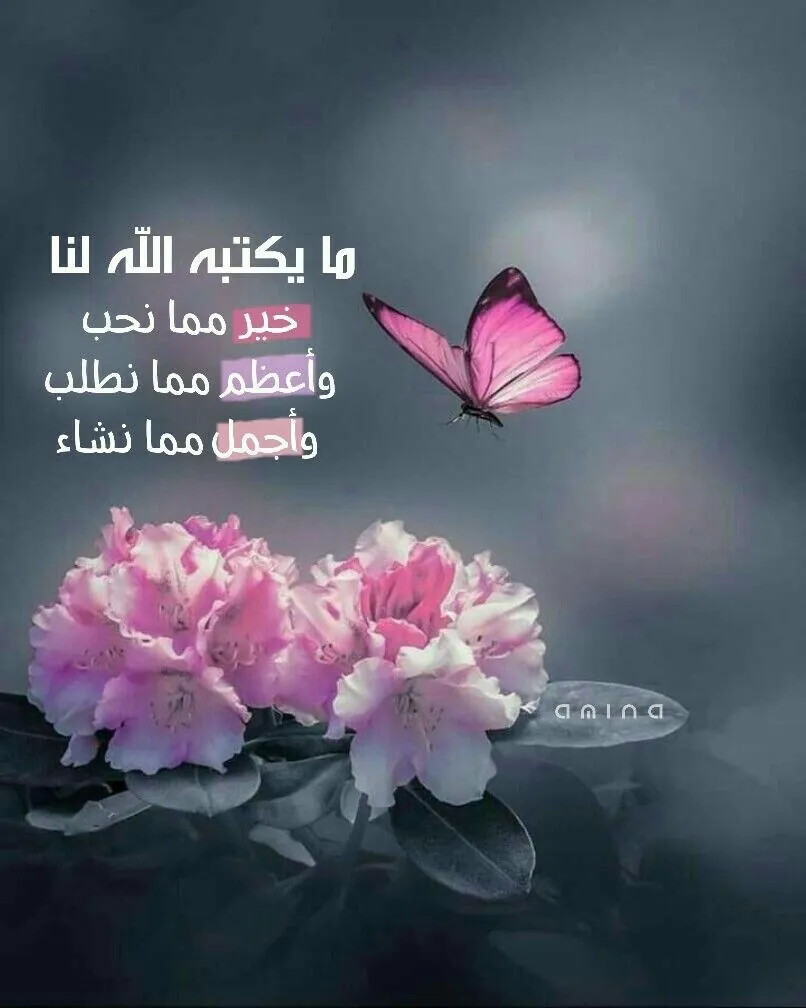 ما يكتبه الله لنا
خير مما نحب
وأعظم مما نطلب
وأجمل مما نشاء
amina